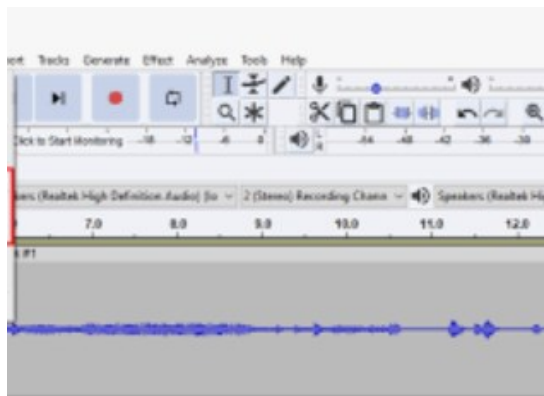 Tracks Generate Effect Analyze Tools Help
Click to Start Monitoring -18 -12 -6 0 -54 -48 -42 -36 -30
(Realtek High Definition Audio) 2 (Stereo) Recording Chann Speakers (Realtek Hi
7.0 8.0 9.0 10.0 11.0 12.0
#1